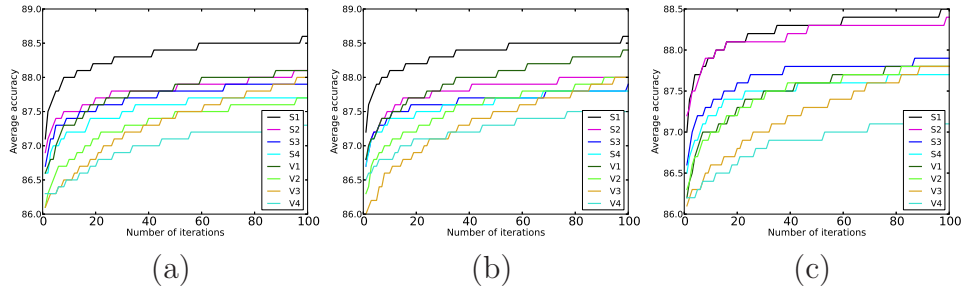 89.0
88.5
88.0
87.5
87.0
86.5
86.0
Average accuracy
0
20
40
60
80
100
Number of iterations
S1
S2
S3
S4
V1
V2
V3
V4
(a)
89.0
88.5
88.0
87.5
87.0
86.5
86.0
Average accuracy
0
20
40
60
80
100
Number of iterations
S1
S2
S3
S4
V1
V2
V3
V4
(b)
88.5
88.0
87.5
87.0
86.5
86.0
Average accuracy
0
20
40
60
80
100
Number of iterations
S1
S2
S3
S4
V1
V2
V3
V4
(c)